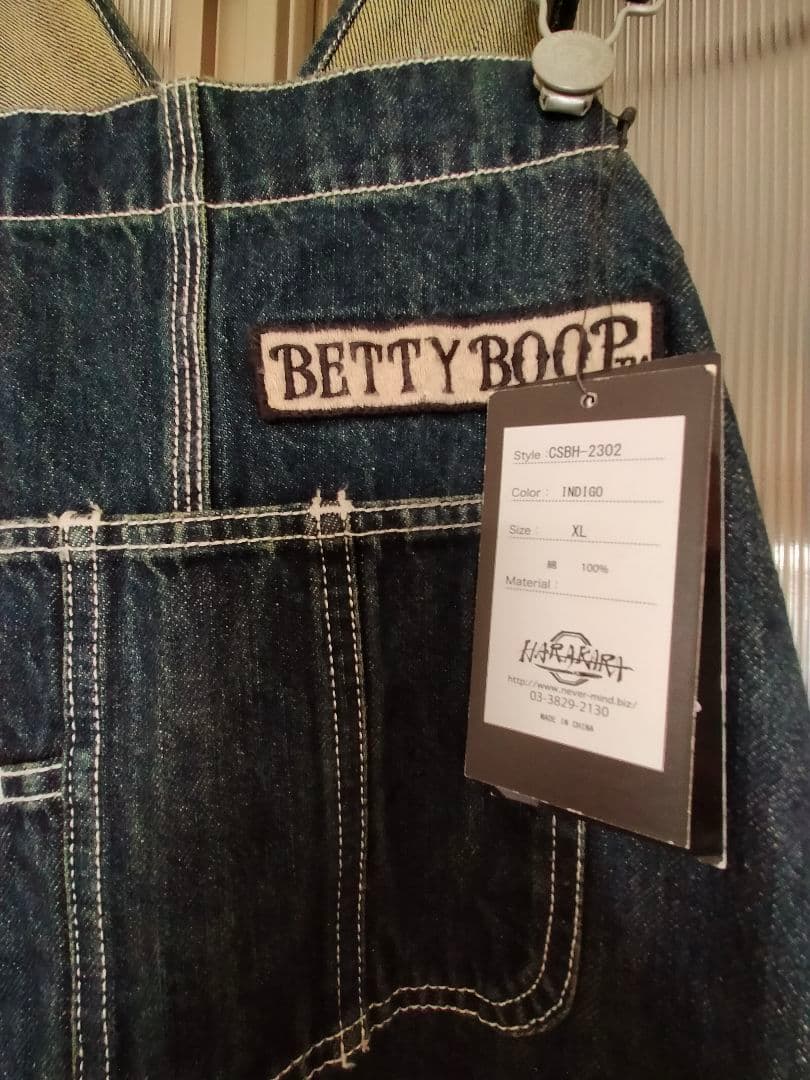 BETTY BOOP
Style : CSBH-2302
Color : INDIGO
Size : XL
綿 100%
Material :
HARAKIRI
http://www.never-mind.biz/
03-3829-2130
MADE IN CHINA